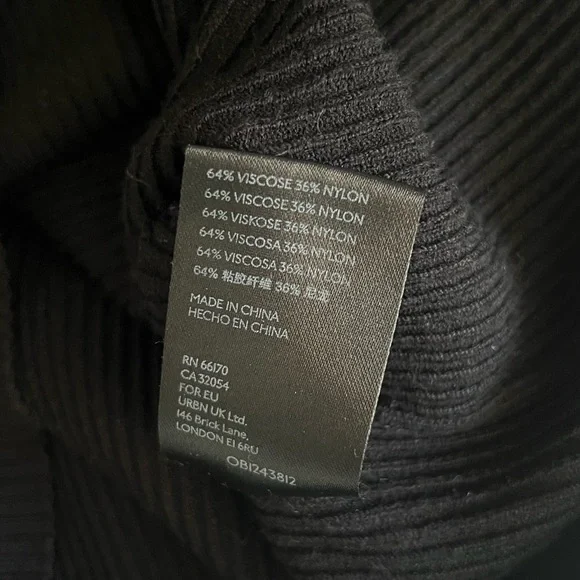 64% VISCOSE 36% NYLON
64% VISCOSE 36% NYLON
64% VISKOSE 36% NYLON
64% VISCOSA 36% NYLON
64% VISCOSA 36% NYLON
64% 粘胶纤维 36% 尼龙
MADE IN CHINA
HECHO EN CHINA
RN 66170
CA 32054
FOR EU
URBN UK Ltd.
146 Brick Lane,
LONDON E1 6RU
OB1243812